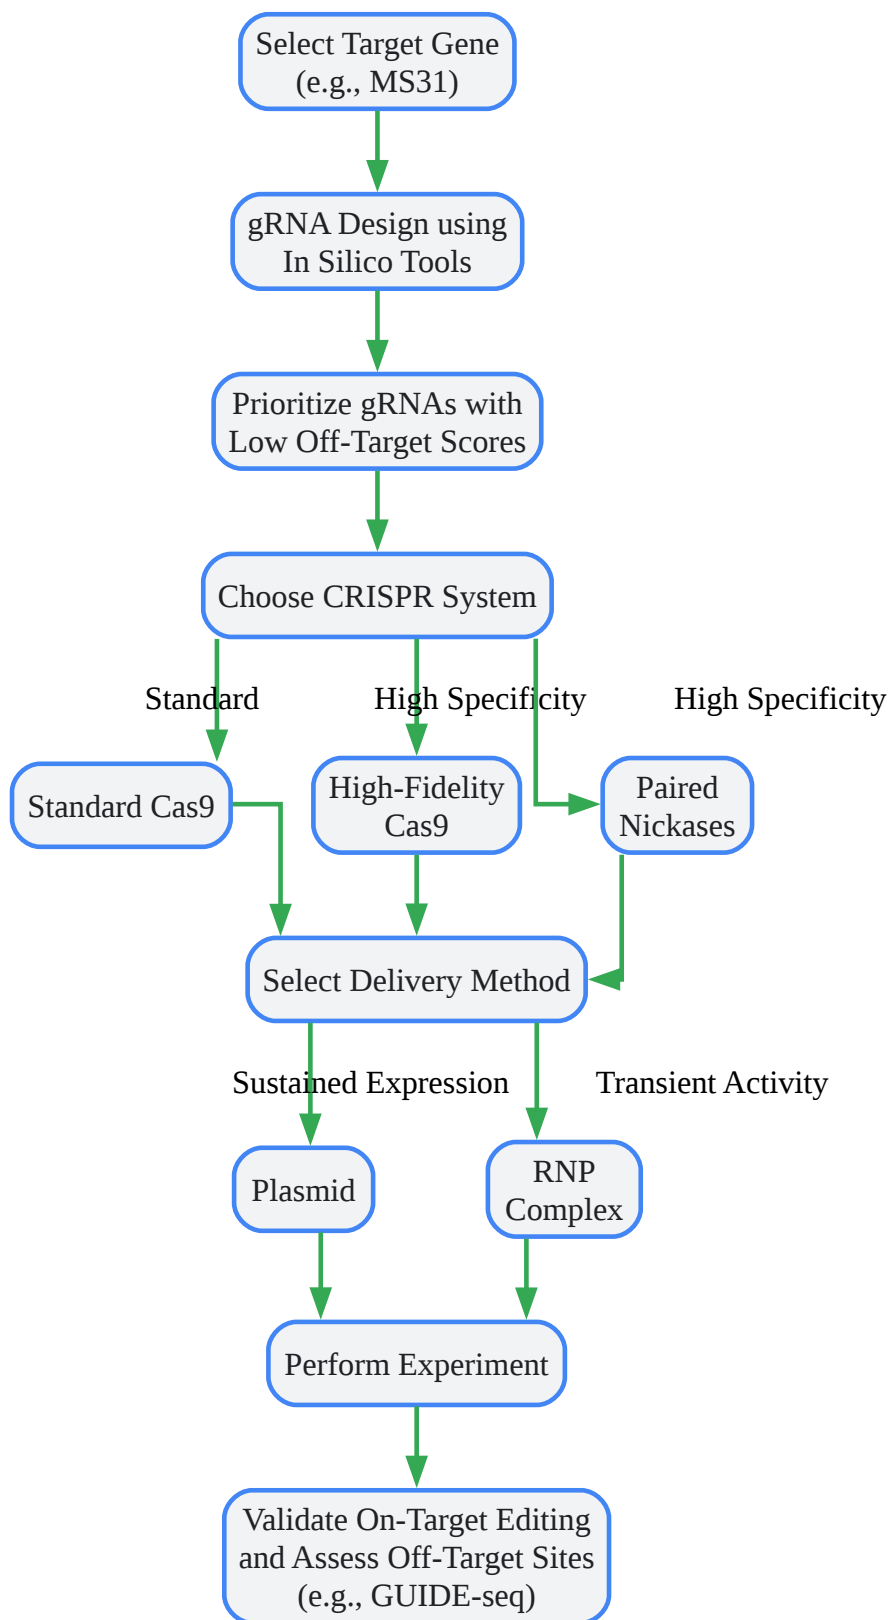 Select Target Gene
(e.g., MS31)
gRNA Design using
In Silico Tools
Prioritize gRNAs with
Low Off-Target Scores
Choose CRISPR System
Standard
High Specificity
High Specificity
Standard Cas9
High-Fidelity
Cas9
Paired
Nickases
Select Delivery Method
Sustained Expression
Transient Activity
Plasmid
RNP
Complex
Perform Experiment
Validate On-Target Editing
and Assess Off-Target Sites
(e.g., GUIDE-seq)